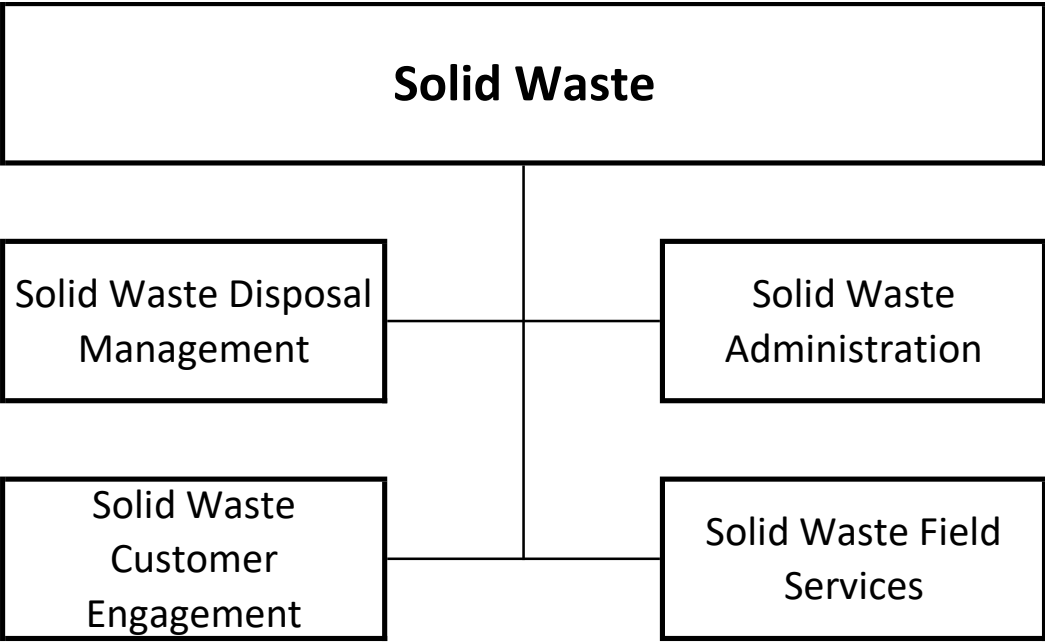 Solid Waste
Solid Waste Disposal
Management
Solid Waste
Administration
Solid Waste
Customer
Engagement
Solid Waste Field
Services